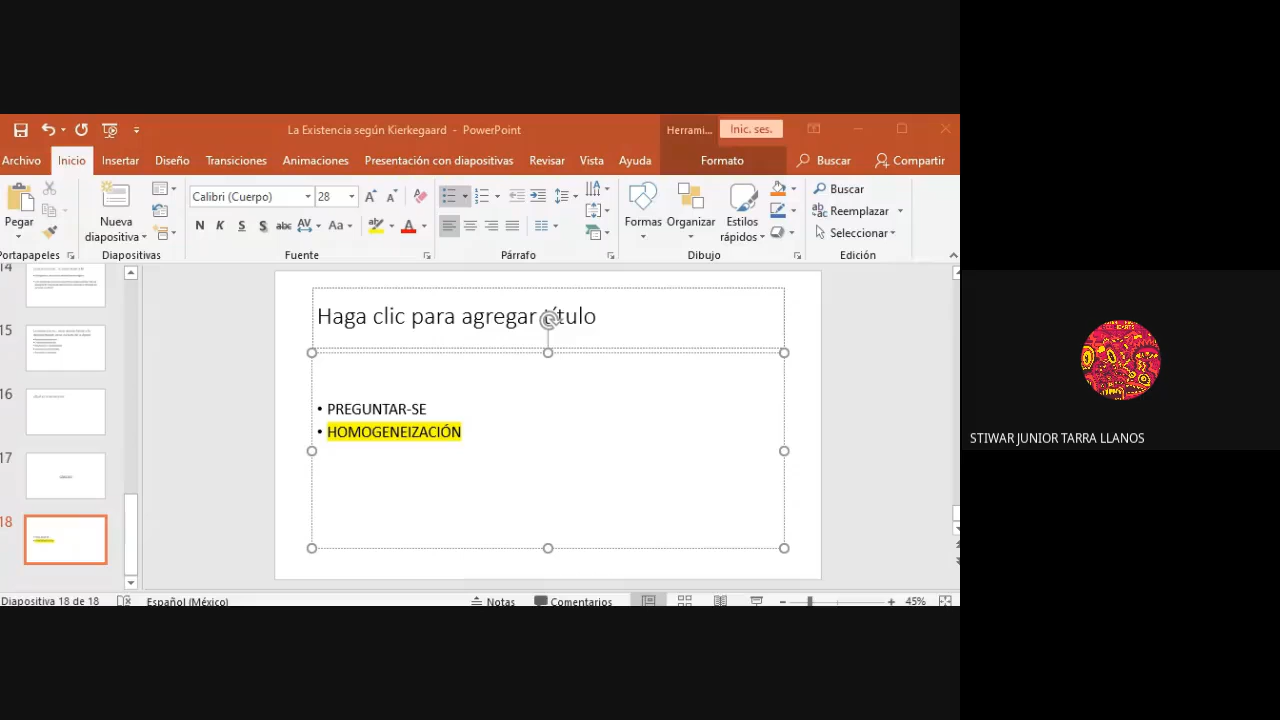 La Existencia según Kierkegaard - PowerPoint
Herrami...
Inic. ses.
Archivo
Inicio
Insertar
Diseño
Transiciones
Animaciones
Presentación con diapositivas
Revisar
Vista
Ayuda
Formato
Buscar
Compartir
Pegar
Nueva
diapositiva
Calibri (Cuerpo)
28
N K S S abc AV Aa A
Formas
Organizar
Estilos
rápidos
Buscar
Reemplazar
Seleccionar
Portapapeles
Diapositivas
Fuente
Párrafo
Dibujo
Edición
14
15
16
17
18
Haga clic para agregar título
• PREGUNTAR-SE
• HOMOGENEIZACIÓN
Diapositiva 18 de 18
Español (México)
Notas
Comentarios
45%
STIWAR JUNIOR TARRA LLANOS